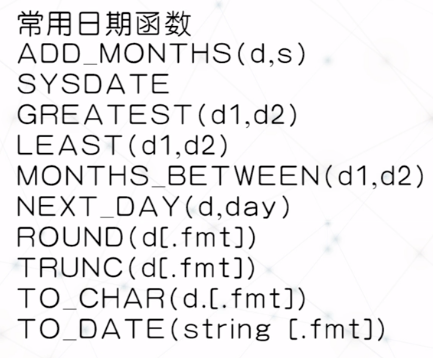 常用日期函数
ADD_MONTHS(d,s)
SYSDATE
GREATEST(d1,d2)
LEAST(d1,d2)
MONTHS_BETWEEN(d1,d2)
NEXT_DAY(d,day)
ROUND(d[.fmt])
TRUNC(d[.fmt])
TO_CHAR(d.[.fmt])
TO_DATE(string [.fmt])